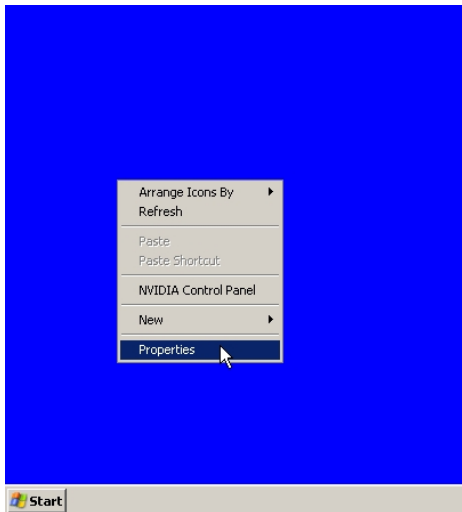 Arrange Icons By
Refresh
Paste
Paste Shortcut
NVIDIA Control Panel
New
Properties
Start